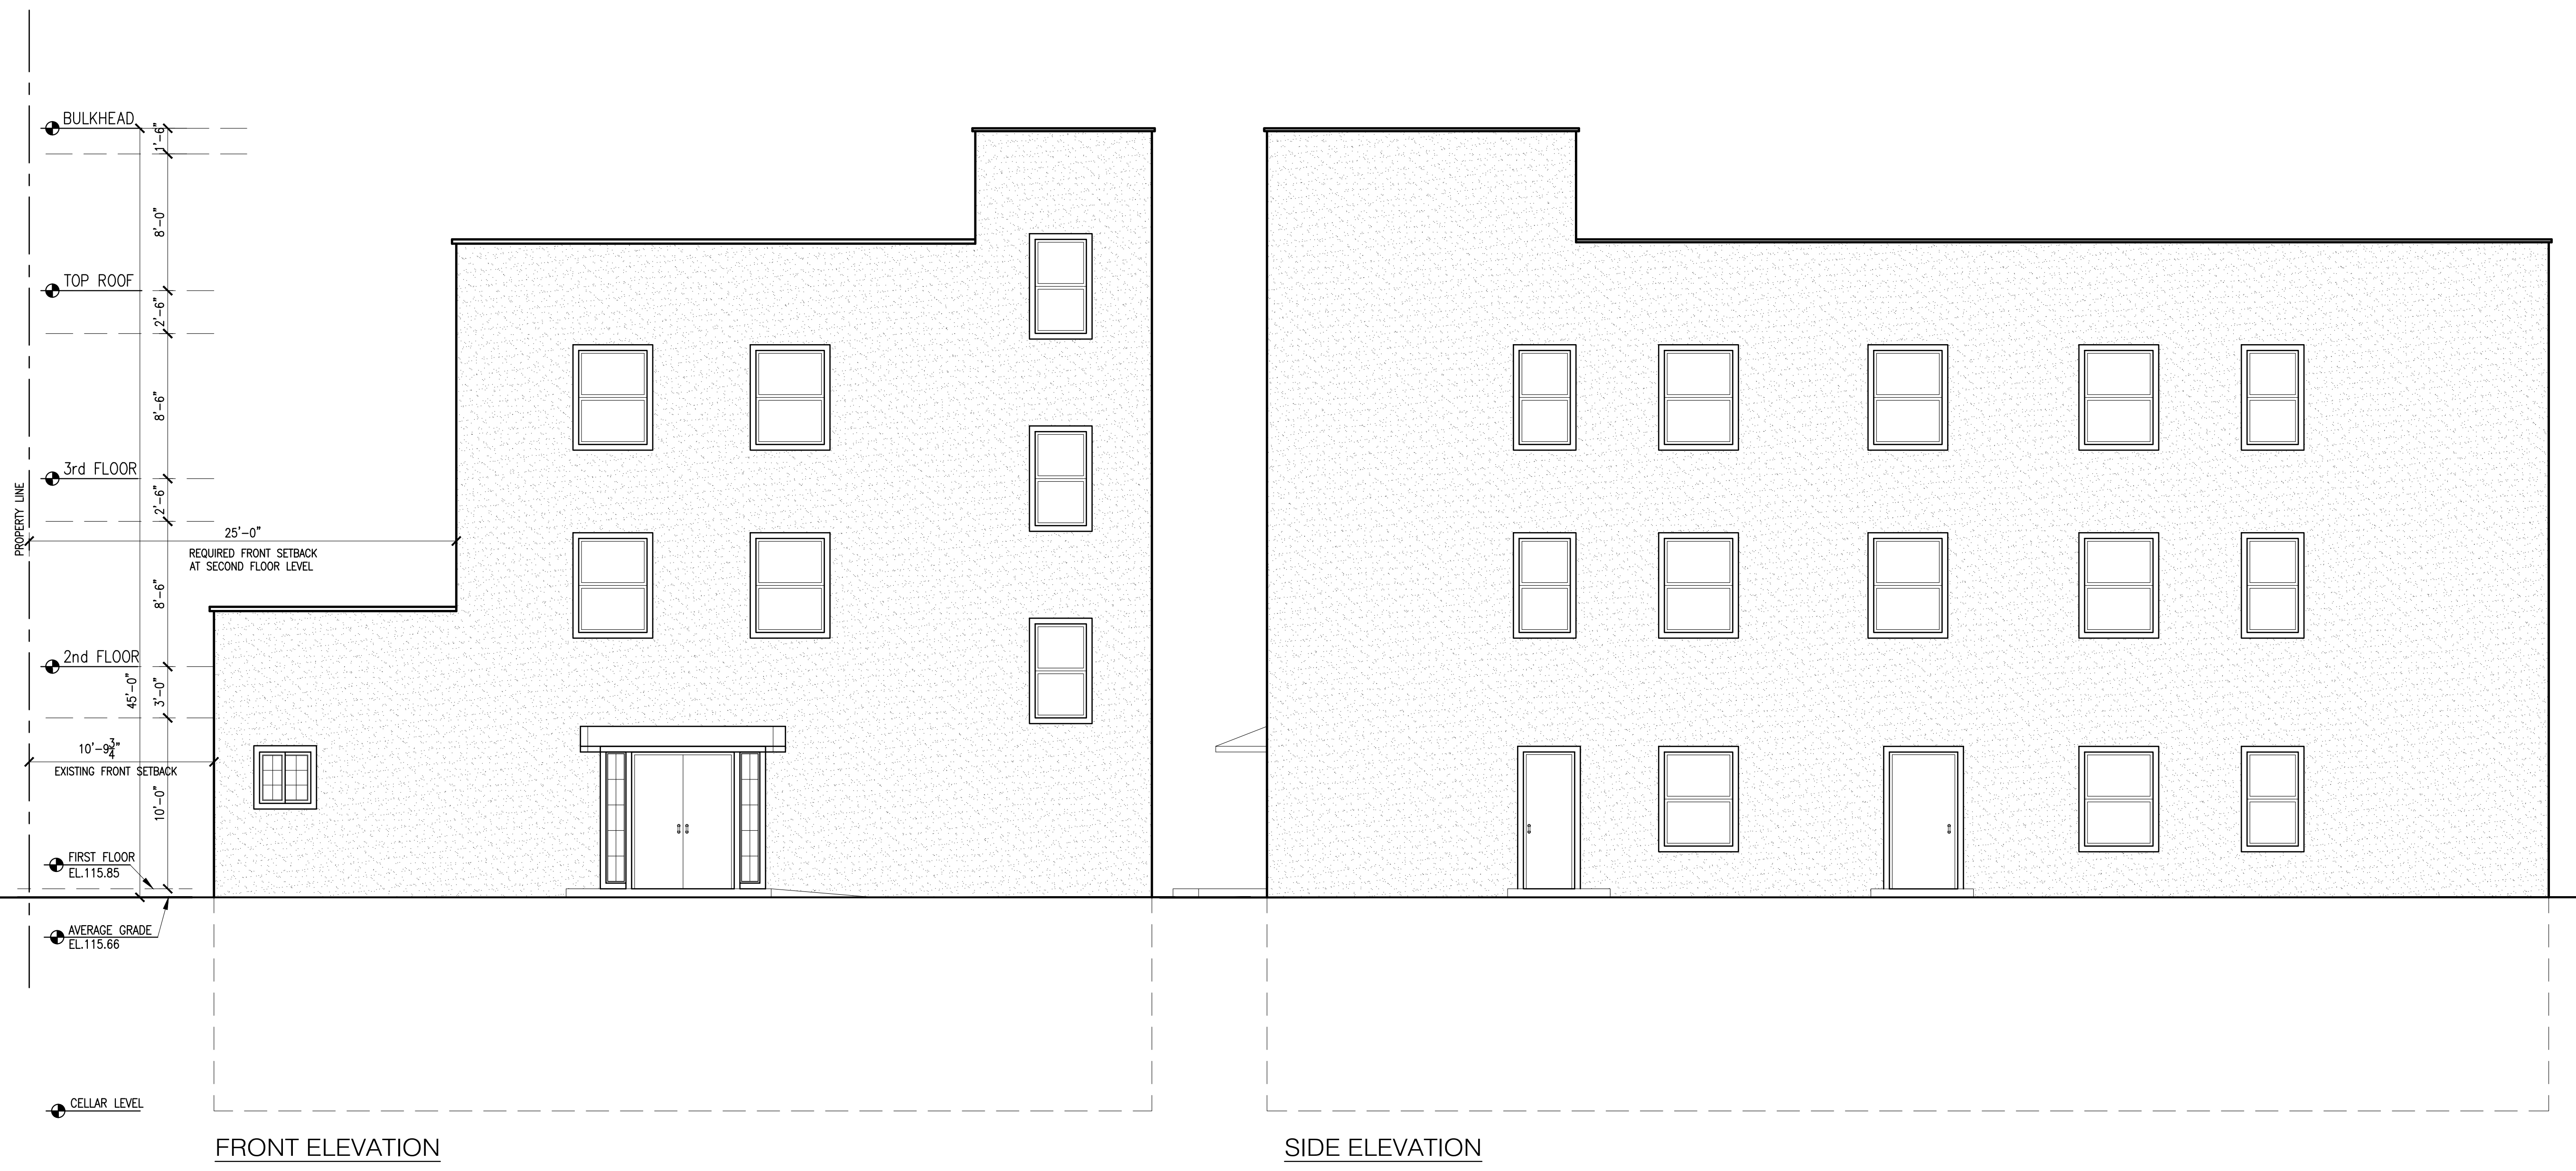 BULKHEAD
1'-6"
8'-0"
TOP ROOF
2'-6"
8'-6"
3rd FLOOR
2'-6"
PROPERTY LINE
25'-0"
REQUIRED FRONT SETBACK
AT SECOND FLOOR LEVEL
8'-6"
2nd FLOOR
45'-0"
3'-0"
10'-9 3/4"
EXISTING FRONT SETBACK
10'-0"
FIRST FLOOR
EL.115.85
AVERAGE GRADE
EL.115.66
CELLAR LEVEL
FRONT ELEVATION
SIDE ELEVATION